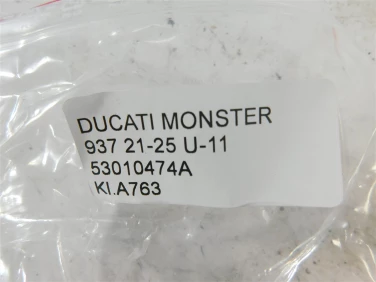 DUCATI MONSTER
937 21-25 U-11
53010474A
KI.A763